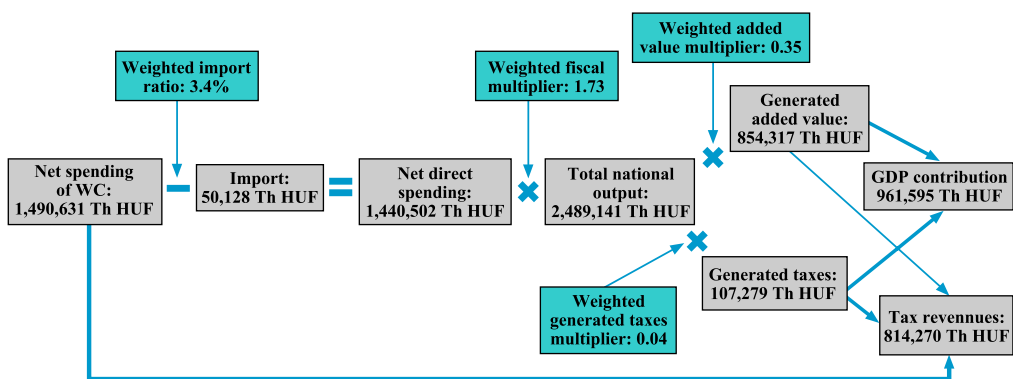 Weighted added
value multiplier: 0.35
Weighted import
ratio: 3.4%
Weighted fiscal
multiplier: 1.73
Generated
added value:
854,317 Th HUF
Net spending
of WC:
1,490,631 Th HUF
Import:
50,128 Th HUF
Net direct
spending:
1,440,502 Th HUF
Total national
output:
2,489,141 Th HUF
GDP contribution
961,595 Th HUF
Generated taxes:
107,279 Th HUF
Weighted
generated taxes
multiplier: 0.04
Tax revennues:
814,270 Th HUF